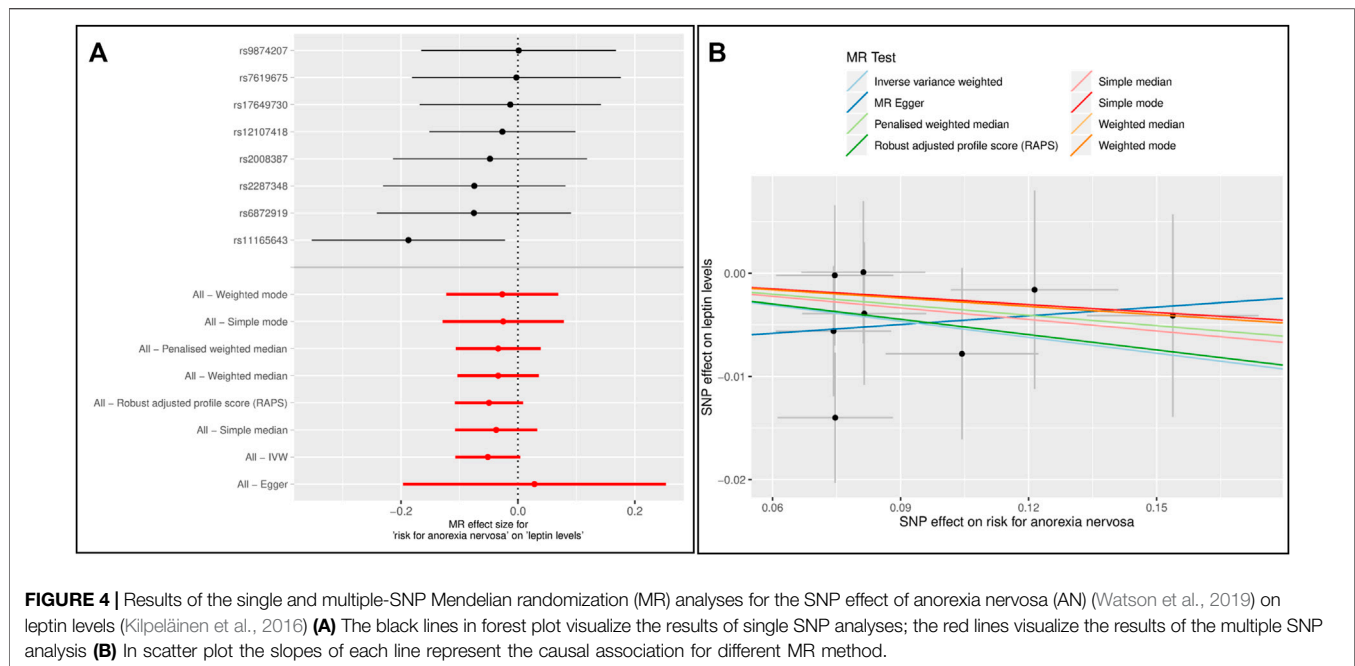 A
rs9874207
rs7619675
rs17649730
rs12107418
rs2008387
rs2287348
rs6872919
rs11165643
All − Weighted mode
All − Simple mode
All − Penalised weighted median
All − Weighted median
All − Robust adjusted profile score (RAPS)
All − Simple median
All − IVW
All − Egger
−0.2
0.0
0.2
MR effect size for
'risk for anorexia nervosa' on 'leptin levels'
B
MR Test
Inverse variance weighted
MR Egger
Penalised weighted median
Robust adjusted profile score (RAPS)
Simple median
Simple mode
Weighted median
Weighted mode
SNP effect on leptin levels
0.00
−0.01
−0.02
0.06
0.09
0.12
0.15
SNP effect on risk for anorexia nervosa
FIGURE 4 | Results of the single and multiple-SNP Mendelian randomization (MR) analyses for the SNP effect of anorexia nervosa (AN) (Watson et al., 2019) on
leptin levels (Kilpeläinen et al., 2016) (A) The black lines in forest plot visualize the results of single SNP analyses; the red lines visualize the results of the multiple SNP
analysis (B) In scatter plot the slopes of each line represent the causal association for different MR method.